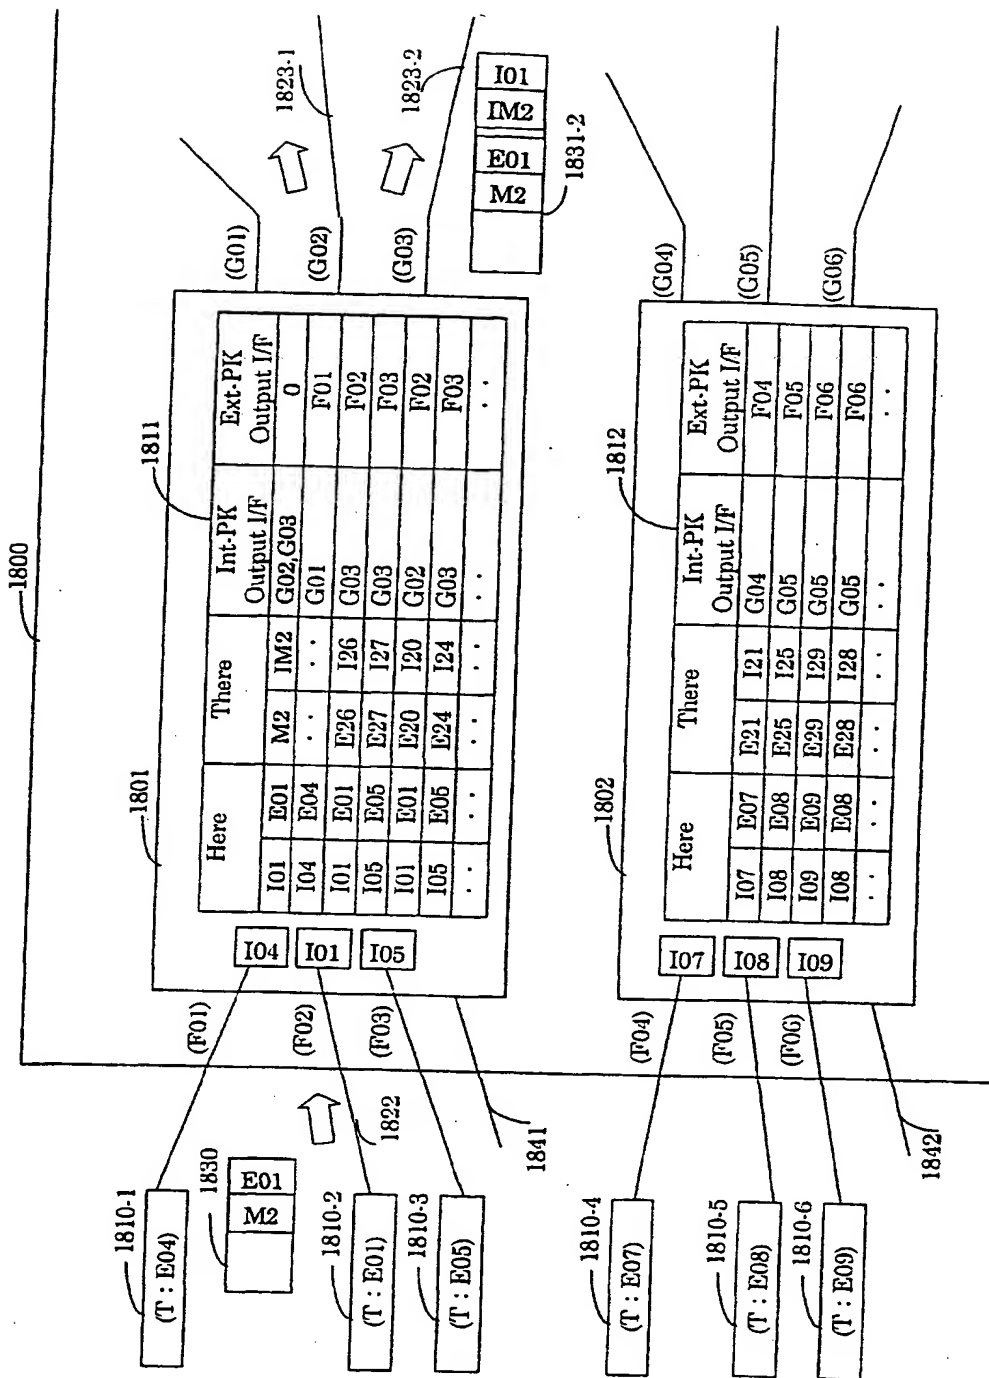 1800
1801
1811
Here
There
Int-PK
Output I/F
Ext-PK
Output I/F
I01 E01 M2 IM2 G02,G03 0
I04 E04 . . . . G01 F01
I01 E01 E26 I26 G03 F02
I05 E05 E27 I27 G03 F03
I01 E01 E20 I20 G02 F02
I05 E05 E24 I24 G03 F03
. . . . . . . . . . . .
I04
I01
I05
(F01)
(F02)
(F03)
(G01)
(G02)
(G03)
1823-1
1823-2
I01
IM2
E01
M2
1831-2
1810-1
(T : E04)
1830
E01
M2
1810-2
(T : E01)
1822
1810-3
(T : E05)
1841
1802
1812
Here
There
Int-PK
Output I/F
Ext-PK
Output I/F
I07 E07 E21 I21 G04 F04
I08 E08 E25 I25 G05 F05
I09 E09 E29 I29 G05 F06
I08 E08 E28 I28 G05 F06
. . . . . . . . . . . .
I07
I08
I09
(F04)
(F05)
(F06)
(G04)
(G05)
(G06)
1810-4
(T : E07)
1810-5
(T : E08)
1810-6
(T : E09)
1842